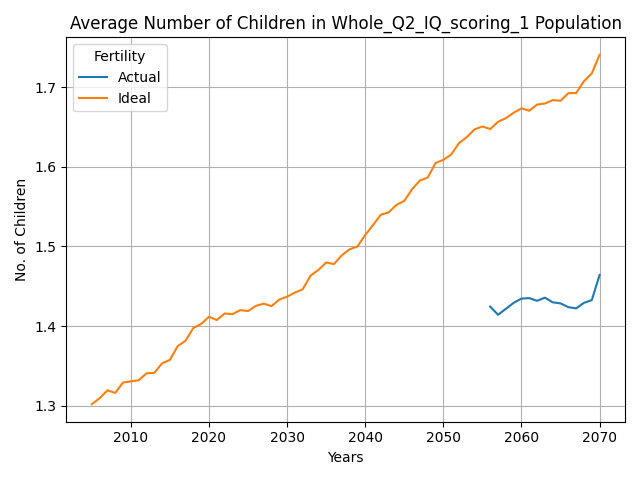 Average Number of Children in Whole_Q2_IQ_scoring_1 Population
Fertility
Actual
Ideal
No. of Children
1.7
1.6
1.5
1.4
1.3
2010 2020 2030 2040 2050 2060 2070
Years